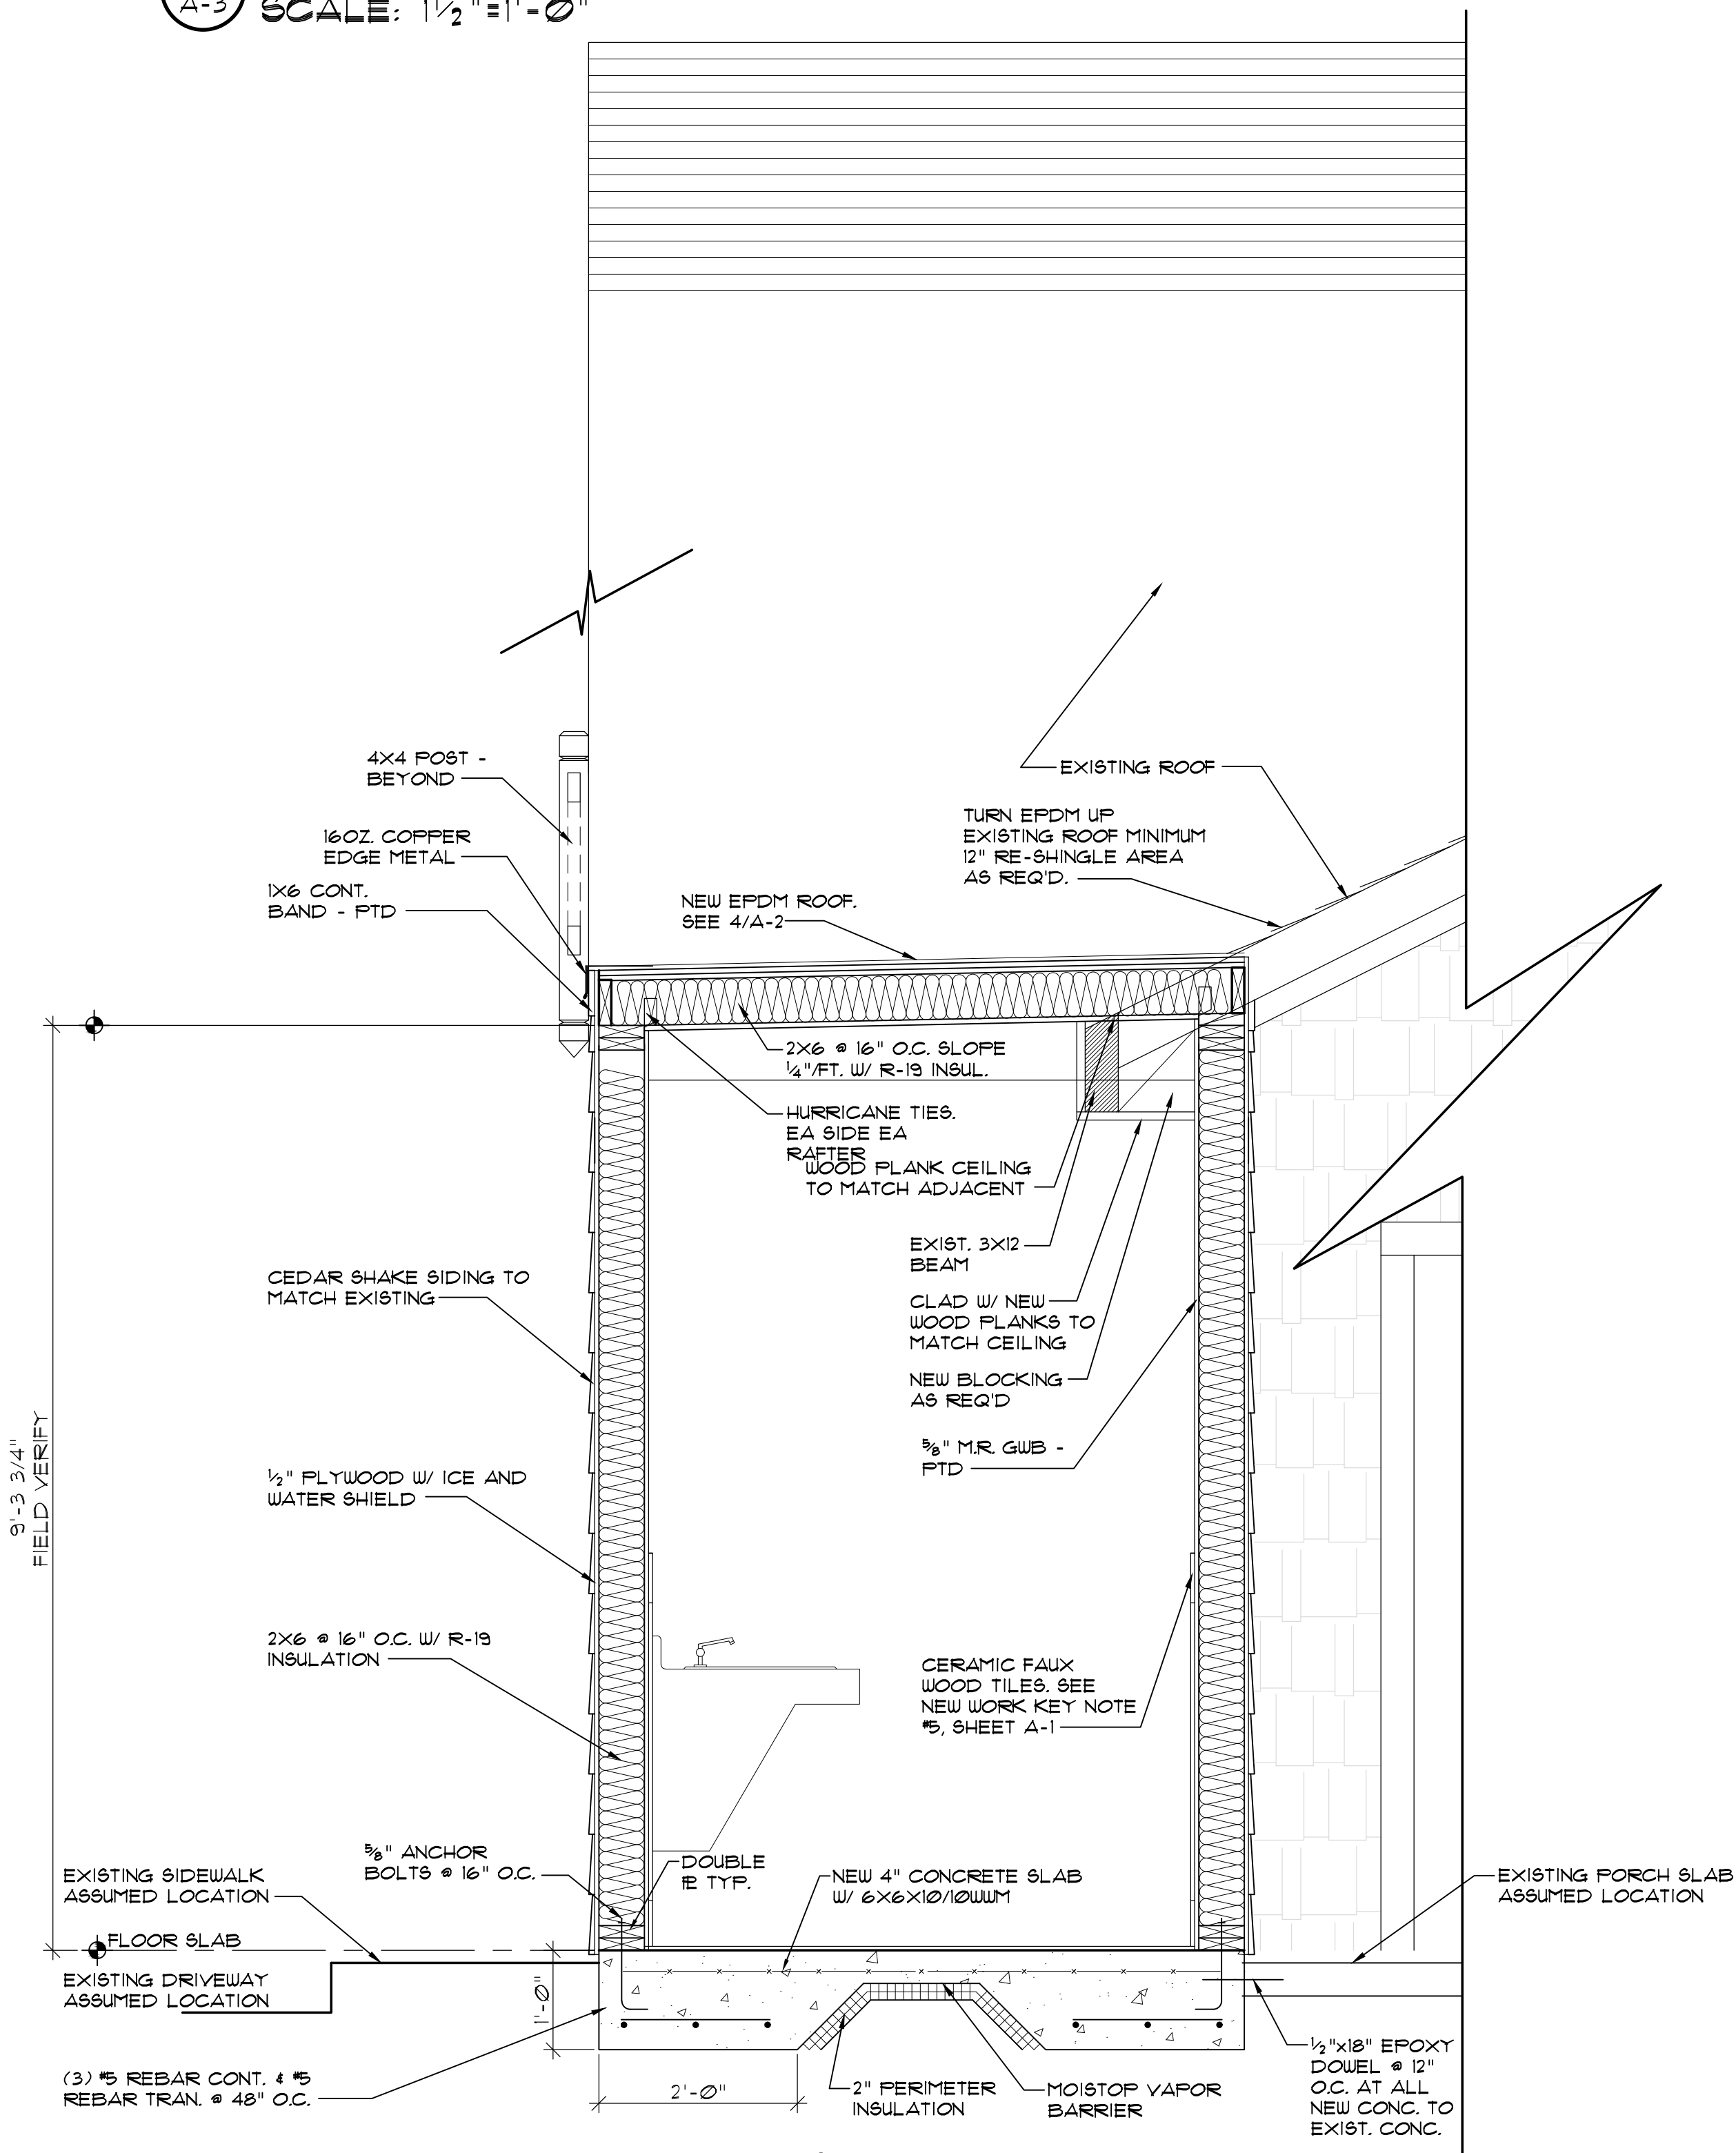 A-3
SCALE: 1½"=1'-0"
4X4 POST -
BEYOND
16OZ. COPPER
EDGE METAL
1X6 CONT.
BAND - PTD
NEW EPDM ROOF.
SEE 4/A-2
EXISTING ROOF
TURN EPDM UP
EXISTING ROOF MINIMUM
12" RE-SHINGLE AREA
AS REQ'D.
2X6 @ 16" O.C. SLOPE
¼"/FT. W/ R-19 INSUL.
HURRICANE TIES.
EA SIDE EA
RAFTER
WOOD PLANK CEILING
TO MATCH ADJACENT
EXIST. 3X12
BEAM
CLAD W/ NEW
WOOD PLANKS TO
MATCH CEILING
NEW BLOCKING
AS REQ'D
⅝" M.R. GWB -
PTD
CEDAR SHAKE SIDING TO
MATCH EXISTING
9'-3 3/4"
FIELD VERIFY
½" PLYWOOD W/ ICE AND
WATER SHIELD
2X6 @ 16" O.C. W/ R-19
INSULATION
CERAMIC FAUX
WOOD TILES. SEE
NEW WORK KEY NOTE
#5, SHEET A-1
⅝" ANCHOR
BOLTS @ 16" O.C.
DOUBLE
PL TYP.
NEW 4" CONCRETE SLAB
W/ 6X6X10/10WWM
EXISTING SIDEWALK
ASSUMED LOCATION
FLOOR SLAB
EXISTING DRIVEWAY
ASSUMED LOCATION
EXISTING PORCH SLAB
ASSUMED LOCATION
1'-0"
(3) #5 REBAR CONT. & #5
REBAR TRAN. @ 48" O.C.
2'-0"
2" PERIMETER
INSULATION
MOISTOP VAPOR
BARRIER
½"x18" EPOXY
DOWEL @ 12"
O.C. AT ALL
NEW CONC. TO
EXIST. CONC.